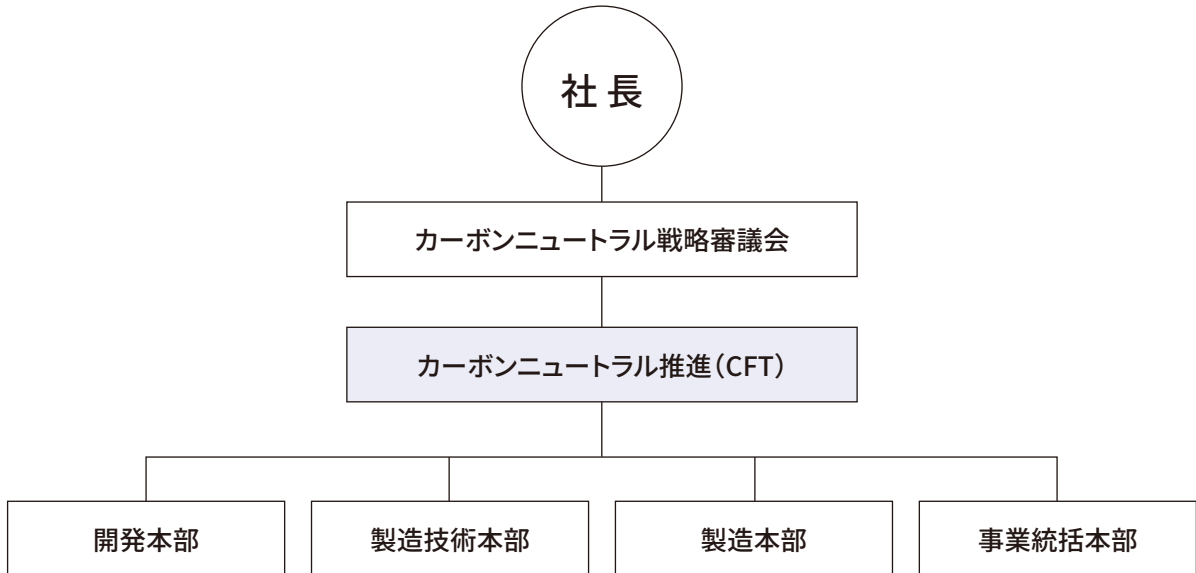 社長
カーボンニュートラル戦略審議会
カーボンニュートラル推進(CFT)
開発本部
製造技術本部
製造本部
事業統括本部